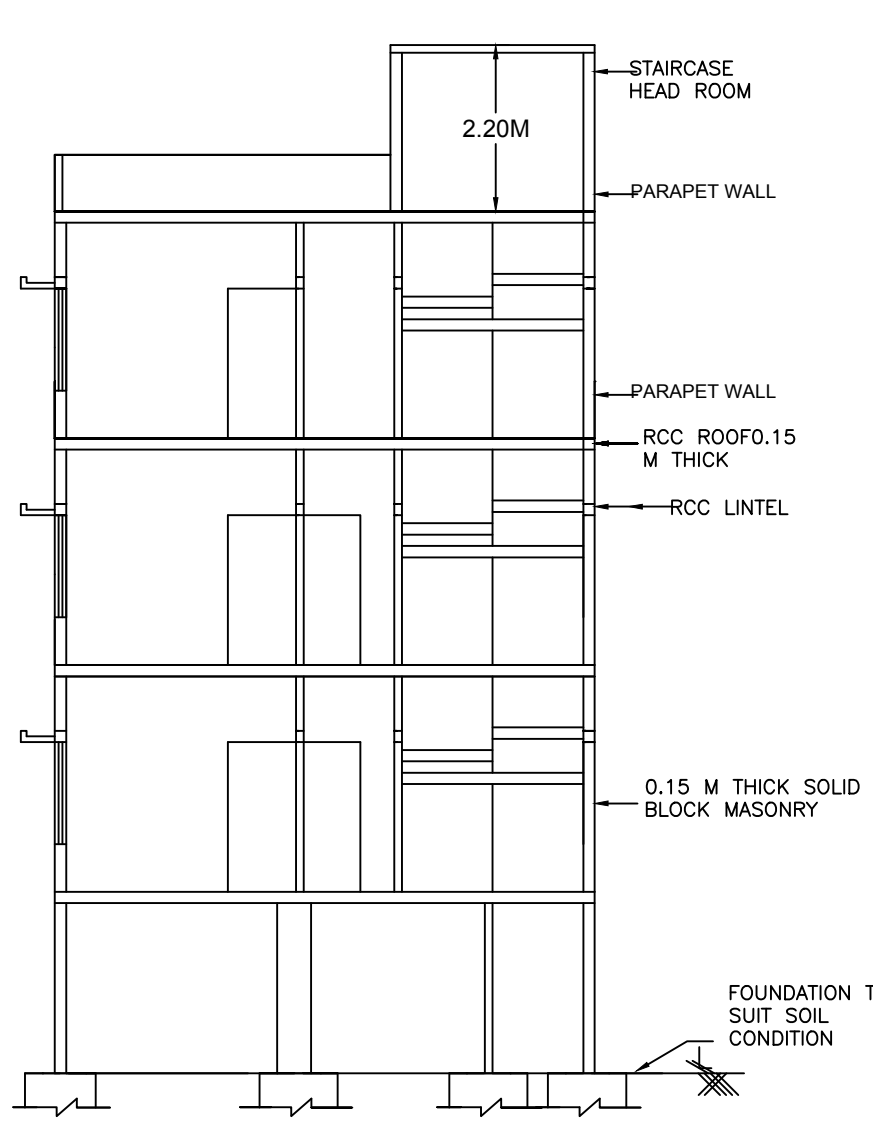 STAIRCASE
HEAD ROOM
2.20M
PARAPET WALL
PARAPET WALL
RCC ROOF0.15
M THICK
RCC LINTEL
0.15 M THICK SOLID
BLOCK MASONRY
FOUNDATION T
SUIT SOIL
CONDITION